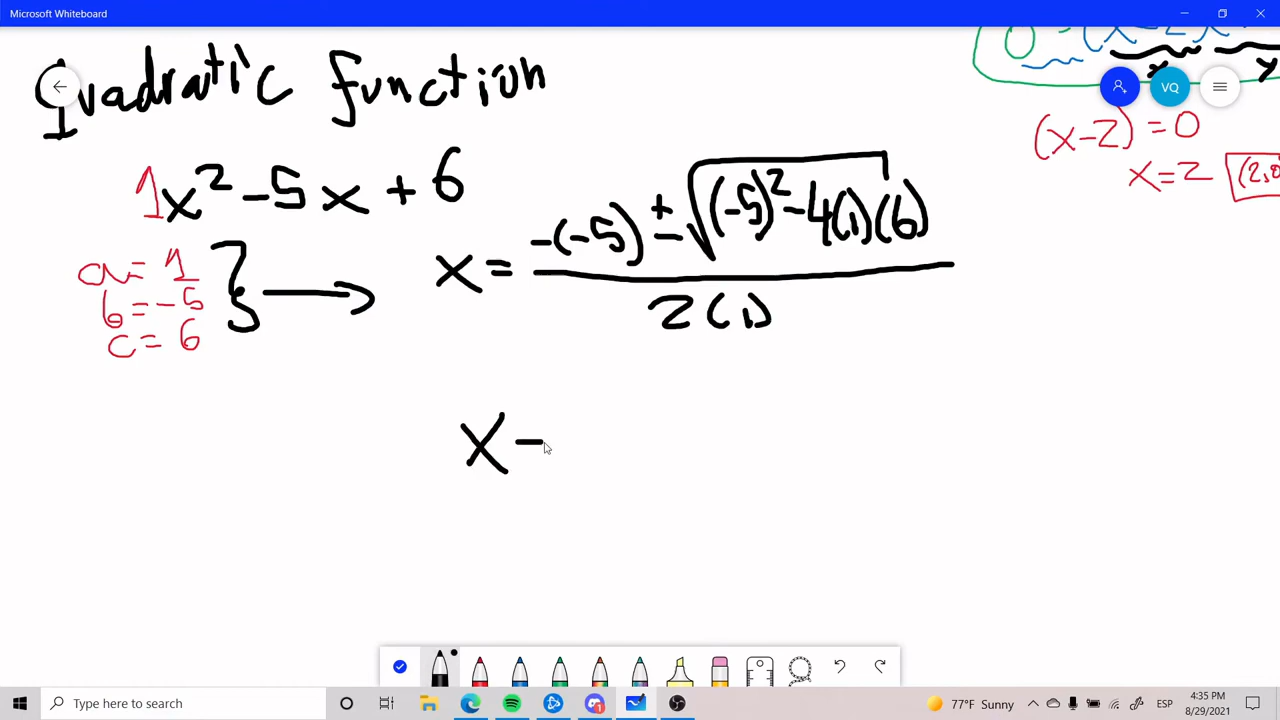 Microsoft Whiteboard
Quadratic function
VQ
(x-2) = 0
x = 2
1x² - 5x + 6
x = -(-5) ± √(-5)² - 4(1)(6)
2(1)
a = 1
b = -5
c = 6
x -
Type here to search
77°F Sunny
ESP
4:35 PM
8/29/2021